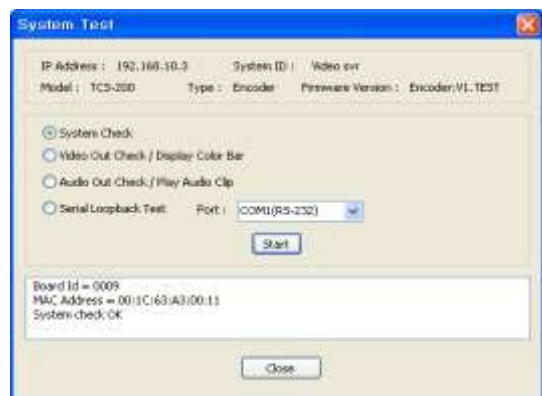 System Test
IP Address : 192.168.10.3 System ID : Video svr
Model : TCS-200 Type : Encoder Firmware Version : Encoder:V1.TEST
System Check
Video Out Check / Display Color Bar
Audio Out Check / Play Audio Clip
Serial Loopback Test Port : COM1(RS-232)
Start
Board Id = 0009
MAC Address = 00:1C:63:A3:00:11
System check OK
Close